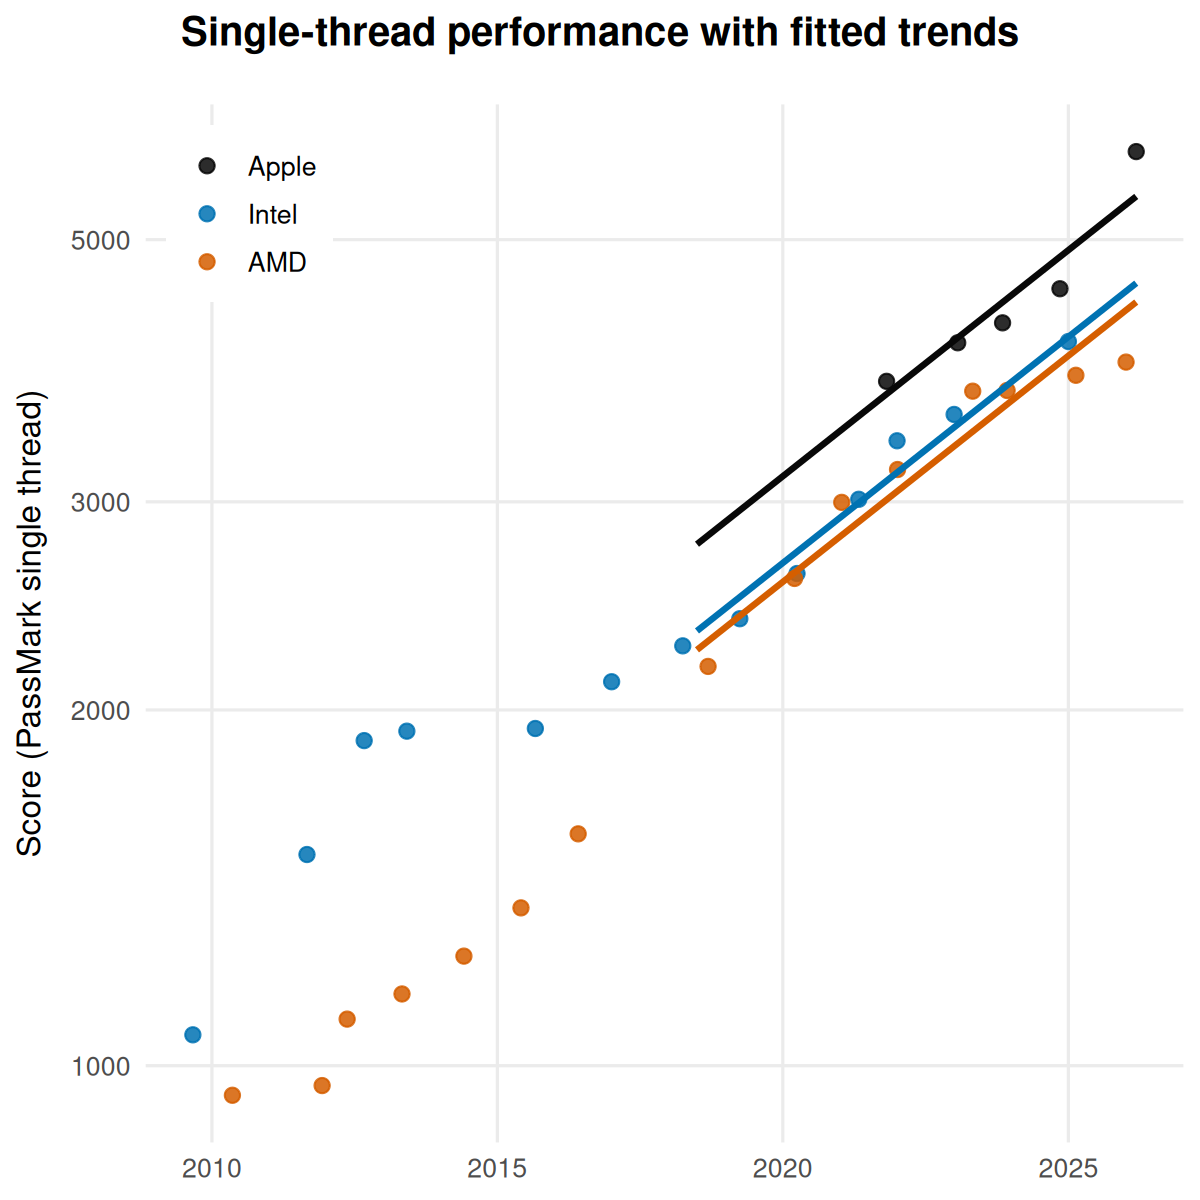 Single-thread performance with fitted trends
Apple
Intel
AMD
5000
3000
2000
1000
Score (PassMark single thread)
2010
2015
2020
2025